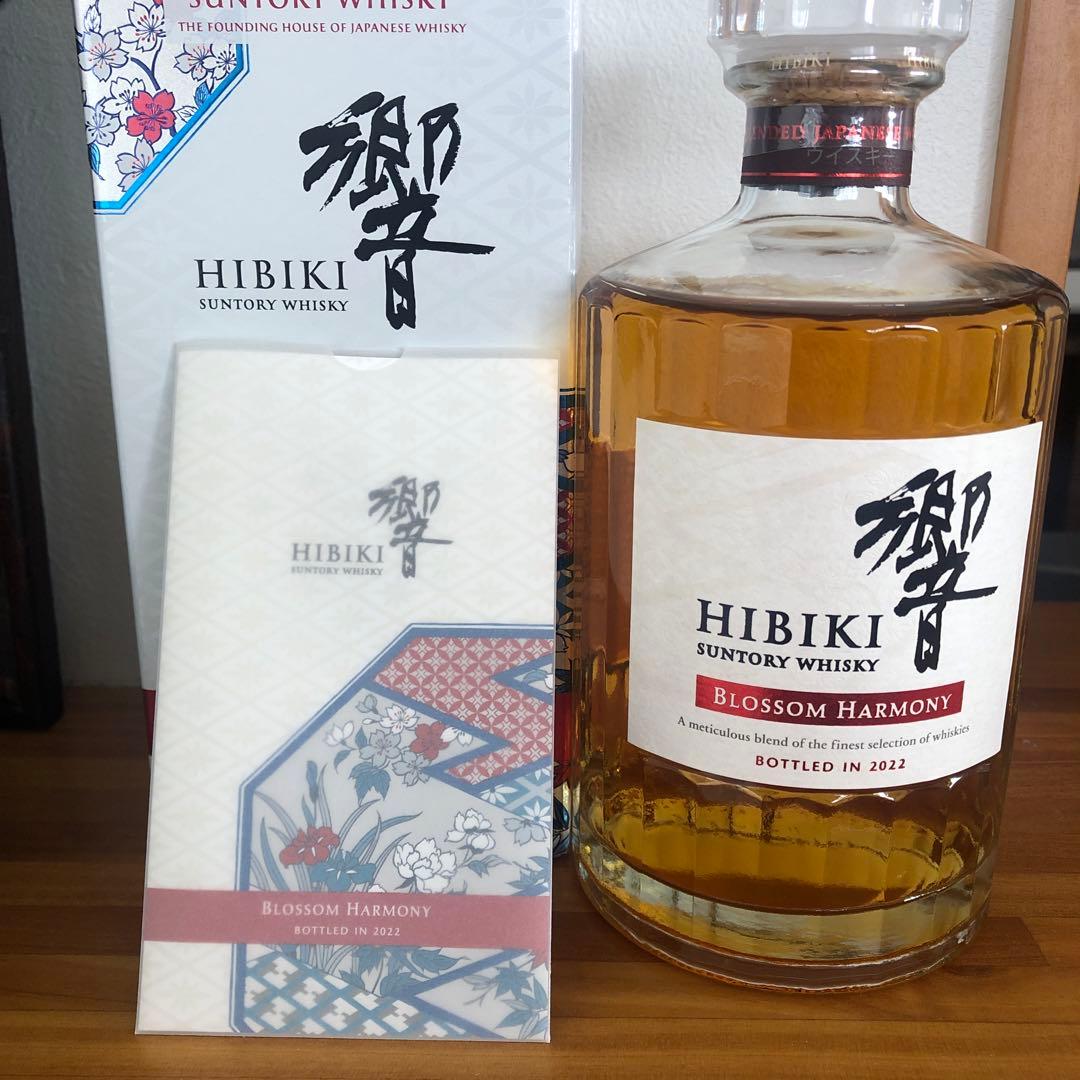 SUNTORY WHISKY
THE FOUNDING HOUSE OF JAPANESE WHISKY
響
HIBIKI
SUNTORY WHISKY
響
HIBIKI
SUNTORY WHISKY
BLOSSOM HARMONY
BOTTLED IN 2022
HIBIKI
JAPANESE
ウイスキー
響
HIBIKI
SUNTORY WHISKY
BLOSSOM HARMONY
A meticulous blend of the finest selection of whiskies
BOTTLED IN 2022